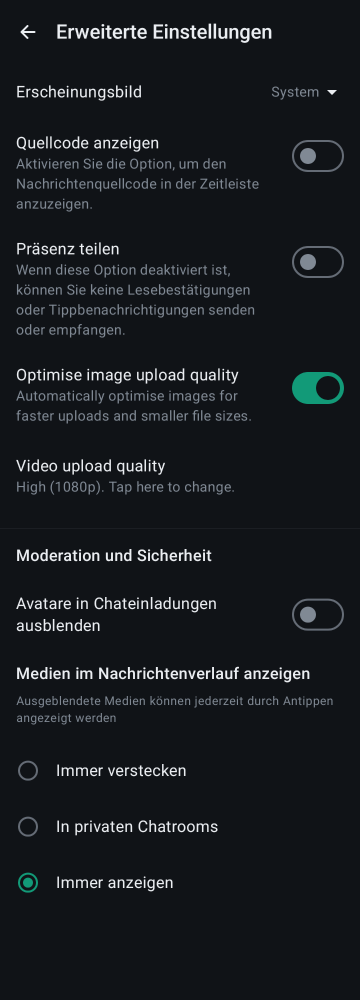 Erweiterte Einstellungen
Erscheinungsbild
System
Quellcode anzeigen
Aktivieren Sie die Option, um den
Nachrichtenquellcode in der Zeitleiste
anzuzeigen.
Präsenz teilen
Wenn diese Option deaktiviert ist,
können Sie keine Lesebestätigungen
oder Tippbenachrichtigungen senden
oder empfangen.
Optimise image upload quality
Automatically optimise images for
faster uploads and smaller file sizes.
Video upload quality
High (1080p). Tap here to change.
Moderation und Sicherheit
Avatare in Chateinladungen
ausblenden
Medien im Nachrichtenverlauf anzeigen
Ausgeblendete Medien können jederzeit durch Antippen
angezeigt werden
Immer verstecken
In privaten Chatrooms
Immer anzeigen